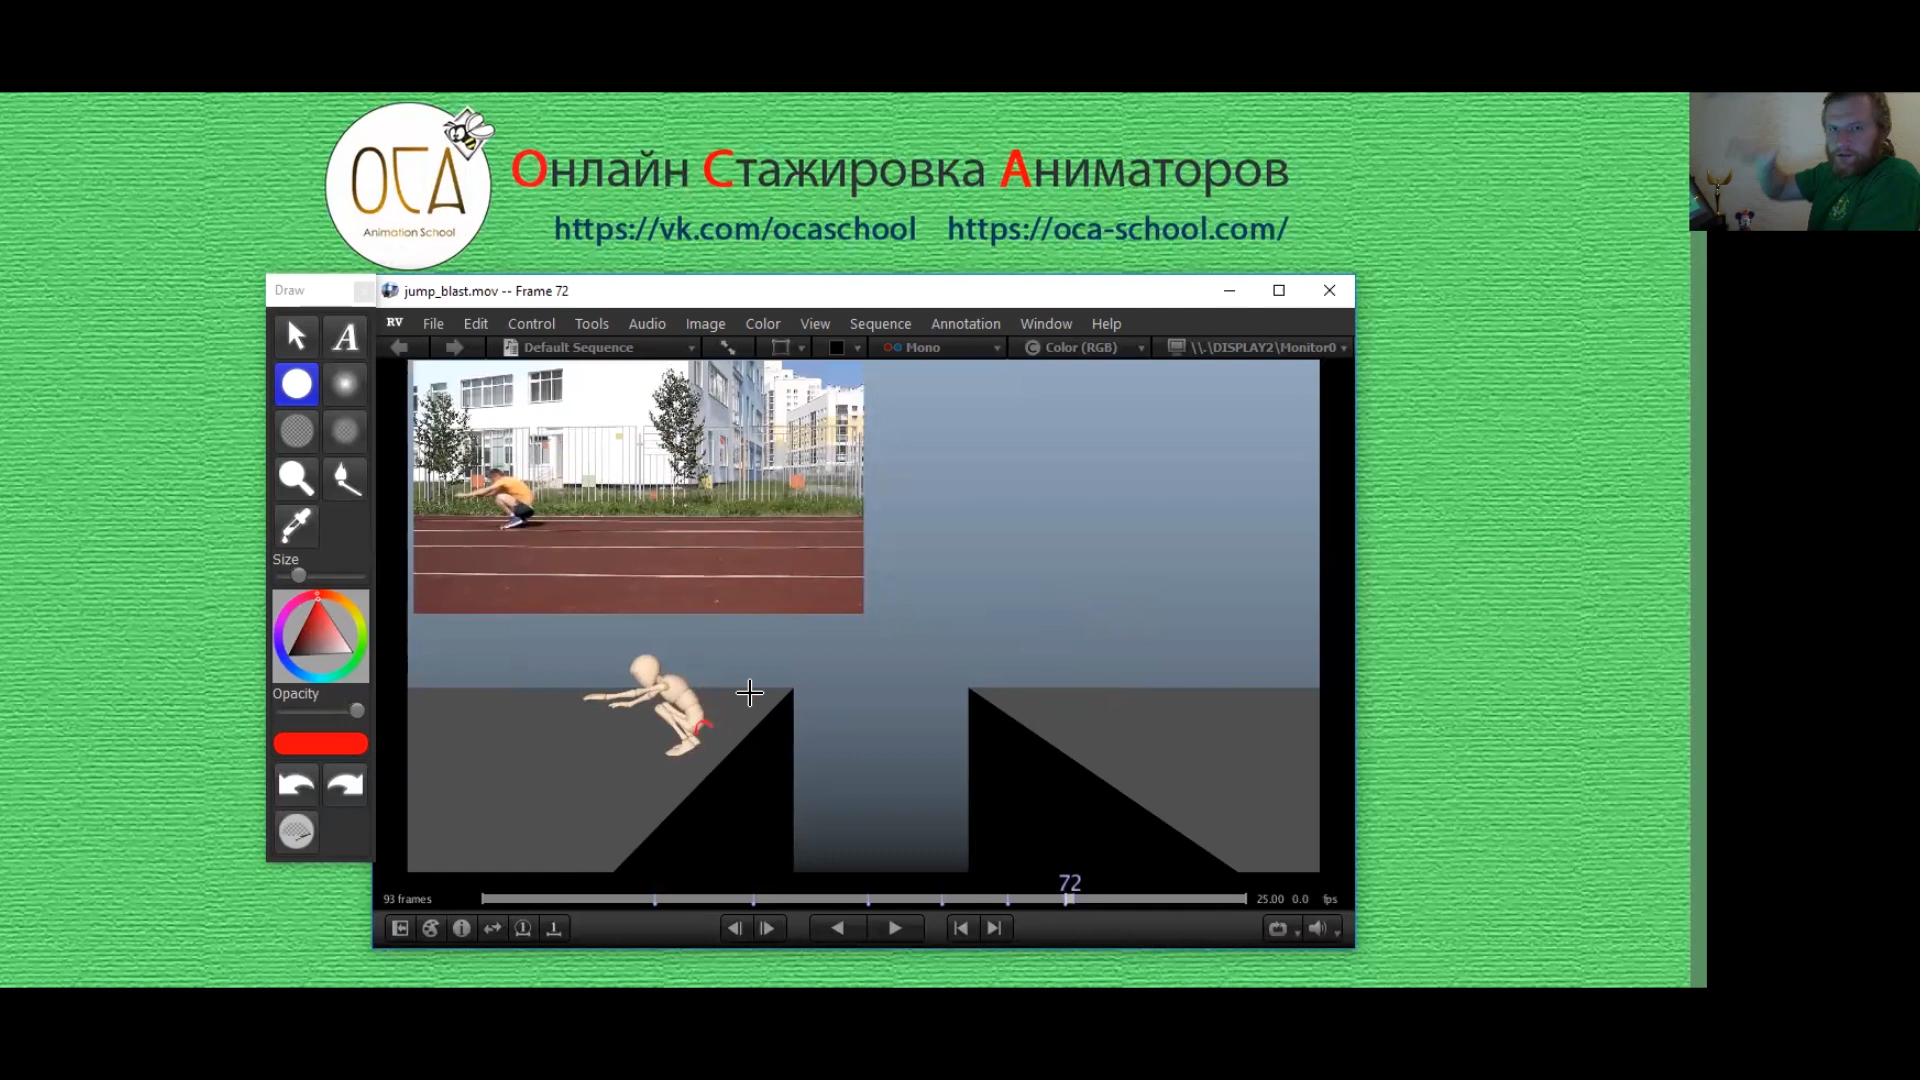 ОСА
Animation School
Онлайн Стажировка Аниматоров
https://vk.com/ocaschool https://oca-school.com/
Draw
jump_blast.mov -- Frame 72
RV File Edit Control Tools Audio Image Color View Sequence Annotation Window Help
Default Sequence Mono Color (RGB) \\.\DISPLAY2\Monitor0
A
Size
Opacity
72
93 frames 25.00 0.0 fps